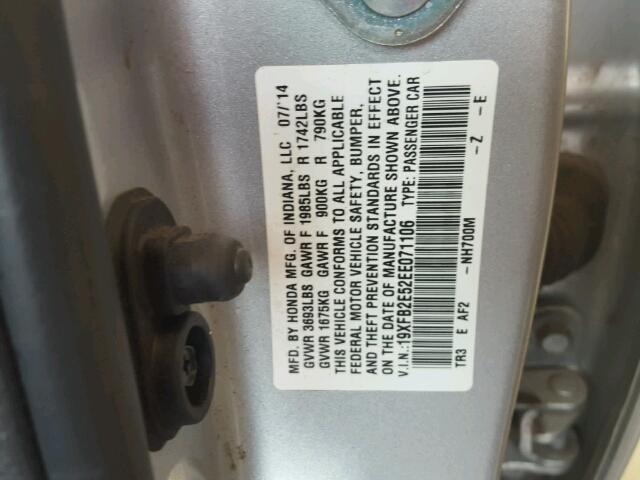 MFD. BY HONDA MFG. OF INDIANA, LLC 07/'14
GVWR 3693LBS GAWR F 1985LBS R 1742LBS
GVWR 1675KG GAWR F 900KG R 790KG
THIS VEHICLE CONFORMS TO ALL APPLICABLE
FEDERAL MOTOR VEHICLE SAFETY, BUMPER,
AND THEFT PREVENTION STANDARDS IN EFFECT
ON THE DATE OF MANUFACTURE SHOWN ABOVE.
V.I.N.:19XFB2E52EE071106 TYPE: PASSENGER CAR
TR3 E AF2 -NH700M -Z -E